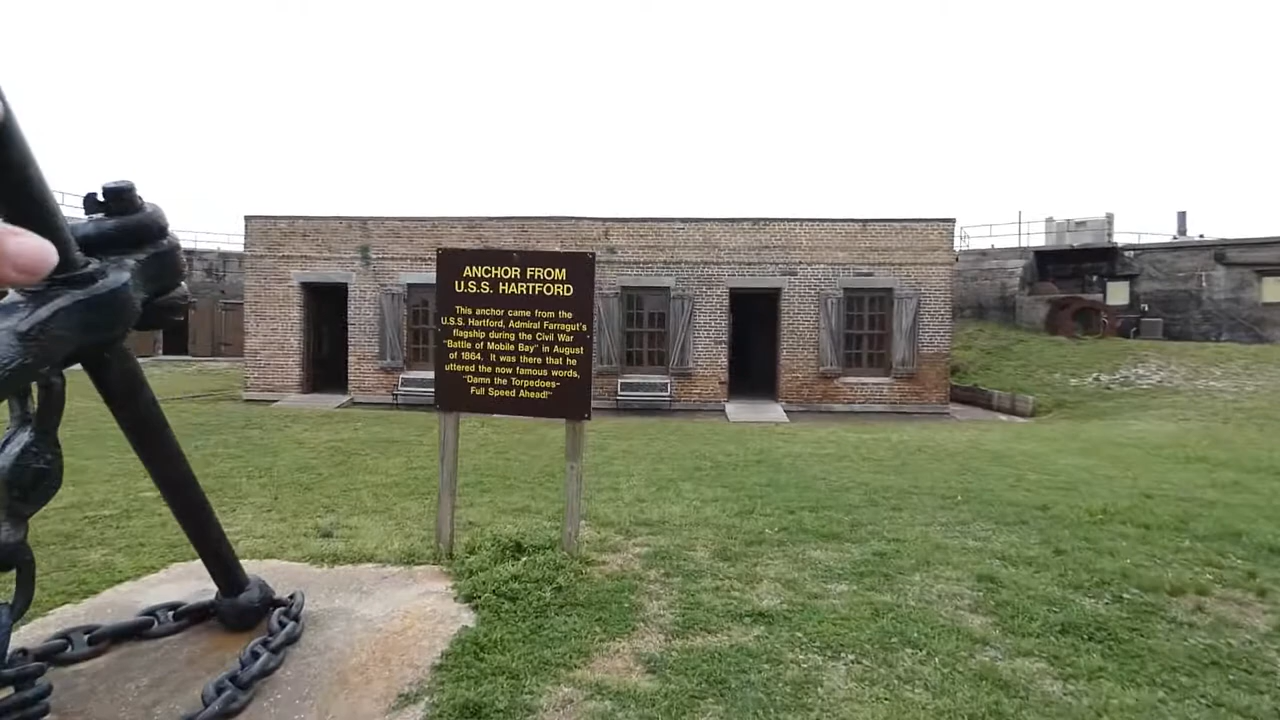 ANCHOR FROM
U.S.S. HARTFORD
This anchor came from the
U.S.S. Hartford, Admiral Farragut's
flagship during the Civil War
"Battle of Mobile Bay" in August
of 1864. It was there that he
uttered the now famous words,
"Damn the Torpedoes-
Full Speed Ahead!"